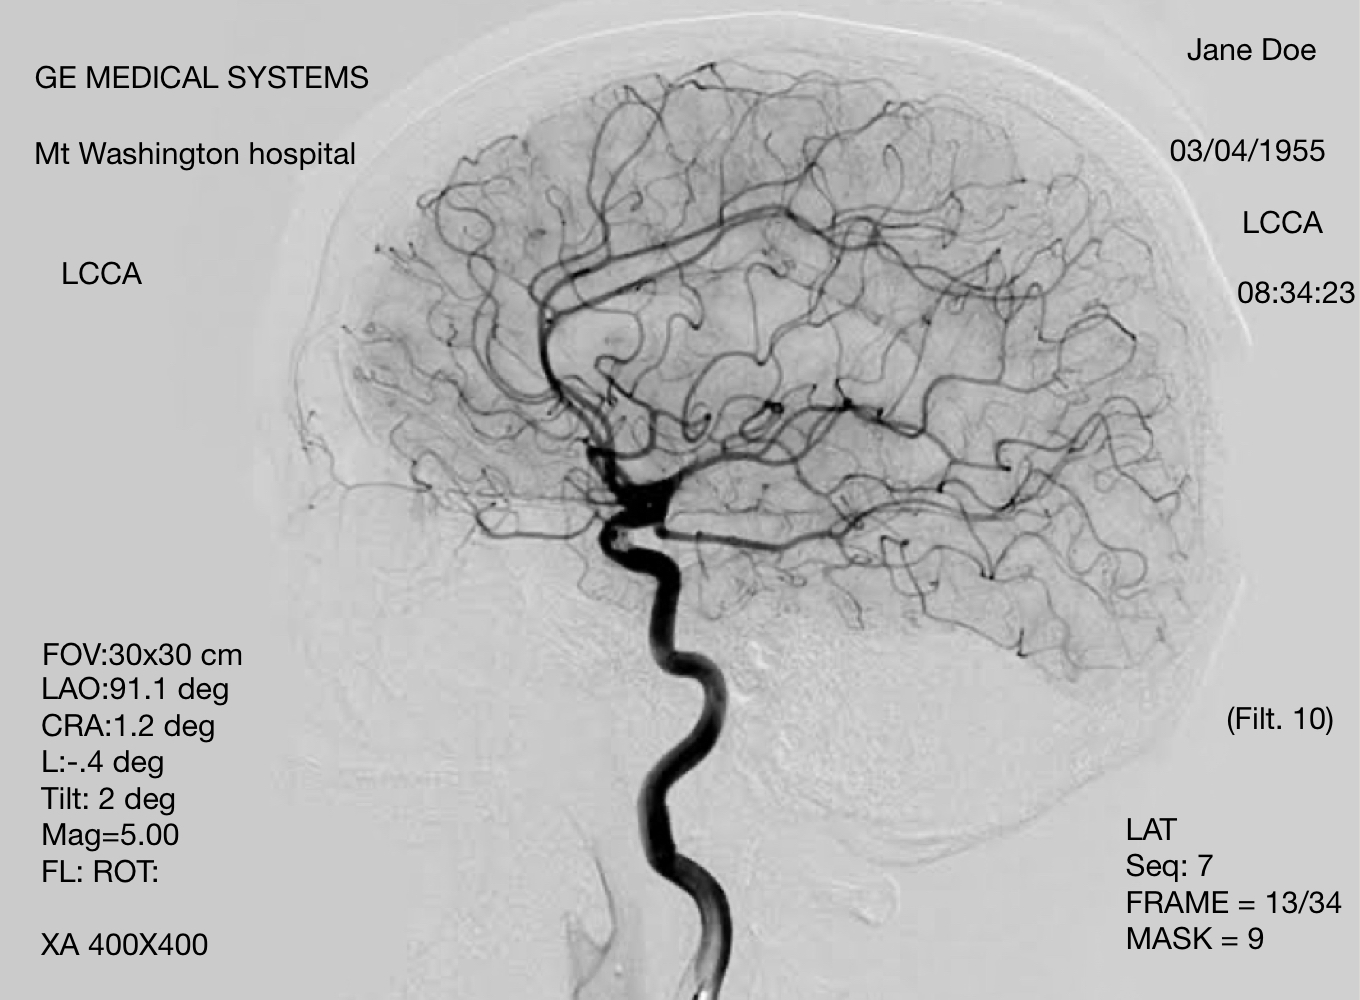 GE MEDICAL SYSTEMS
Mt Washington hospital
LCCA
Jane Doe
03/04/1955
LCCA
08:34:23
FOV:30x30 cm
LAO:91.1 deg
CRA:1.2 deg
L:-.4 deg
Tilt: 2 deg
Mag=5.00
FL: ROT:
XA 400X400
(Filt. 10)
LAT
Seq: 7
FRAME = 13/34
MASK = 9